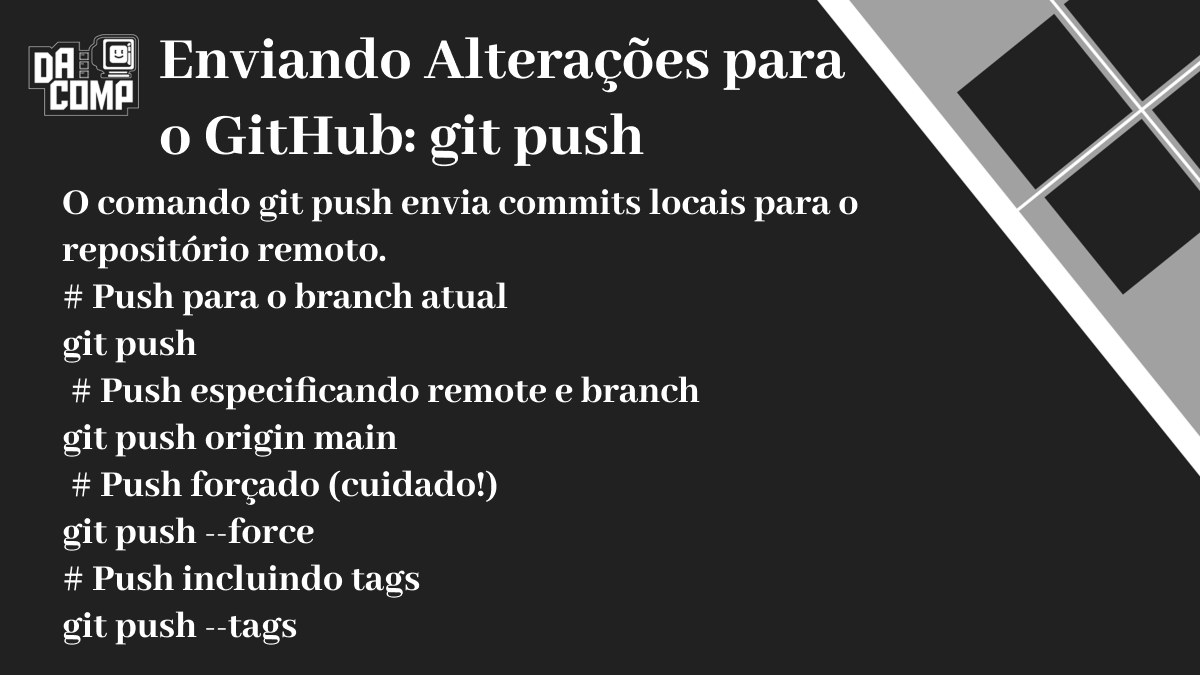 DA
COMP
Enviando Alterações para
o GitHub: git push
O comando git push envia commits locais para o
repositório remoto.
# Push para o branch atual
git push
# Push especificando remote e branch
git push origin main
# Push forçado (cuidado!)
git push --force
# Push incluindo tags
git push --tags